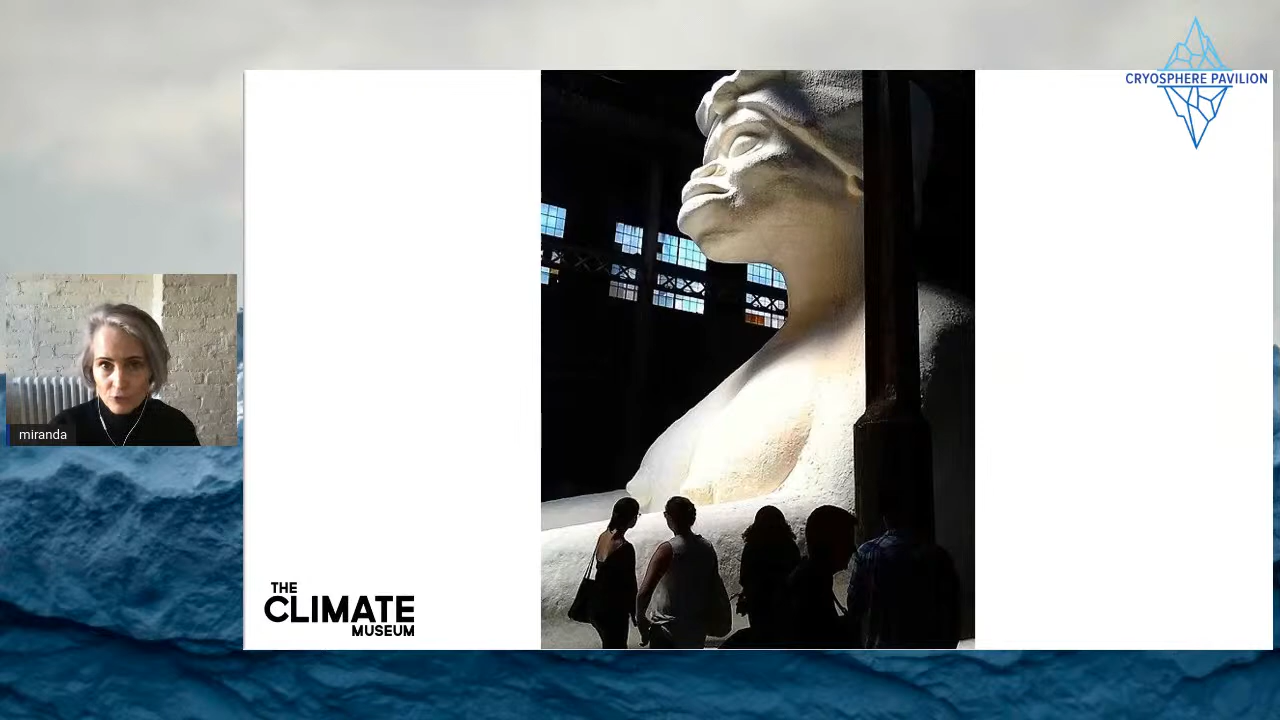 CRYOSPHERE PAVILION
miranda
THE
CLIMATE
MUSEUM